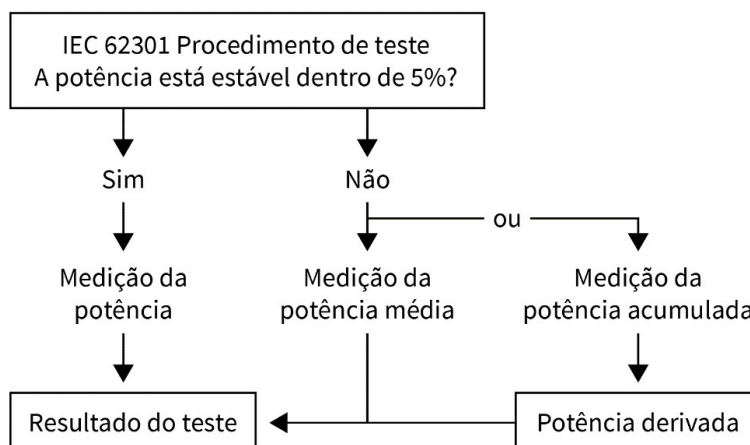 IEC 62301 Procedimento de teste
A potência está estável dentro de 5%?
Sim
Não
ou
Medição da
potência
Medição da
potência média
Medição da
potência acumulada
Resultado do teste
Potência derivada